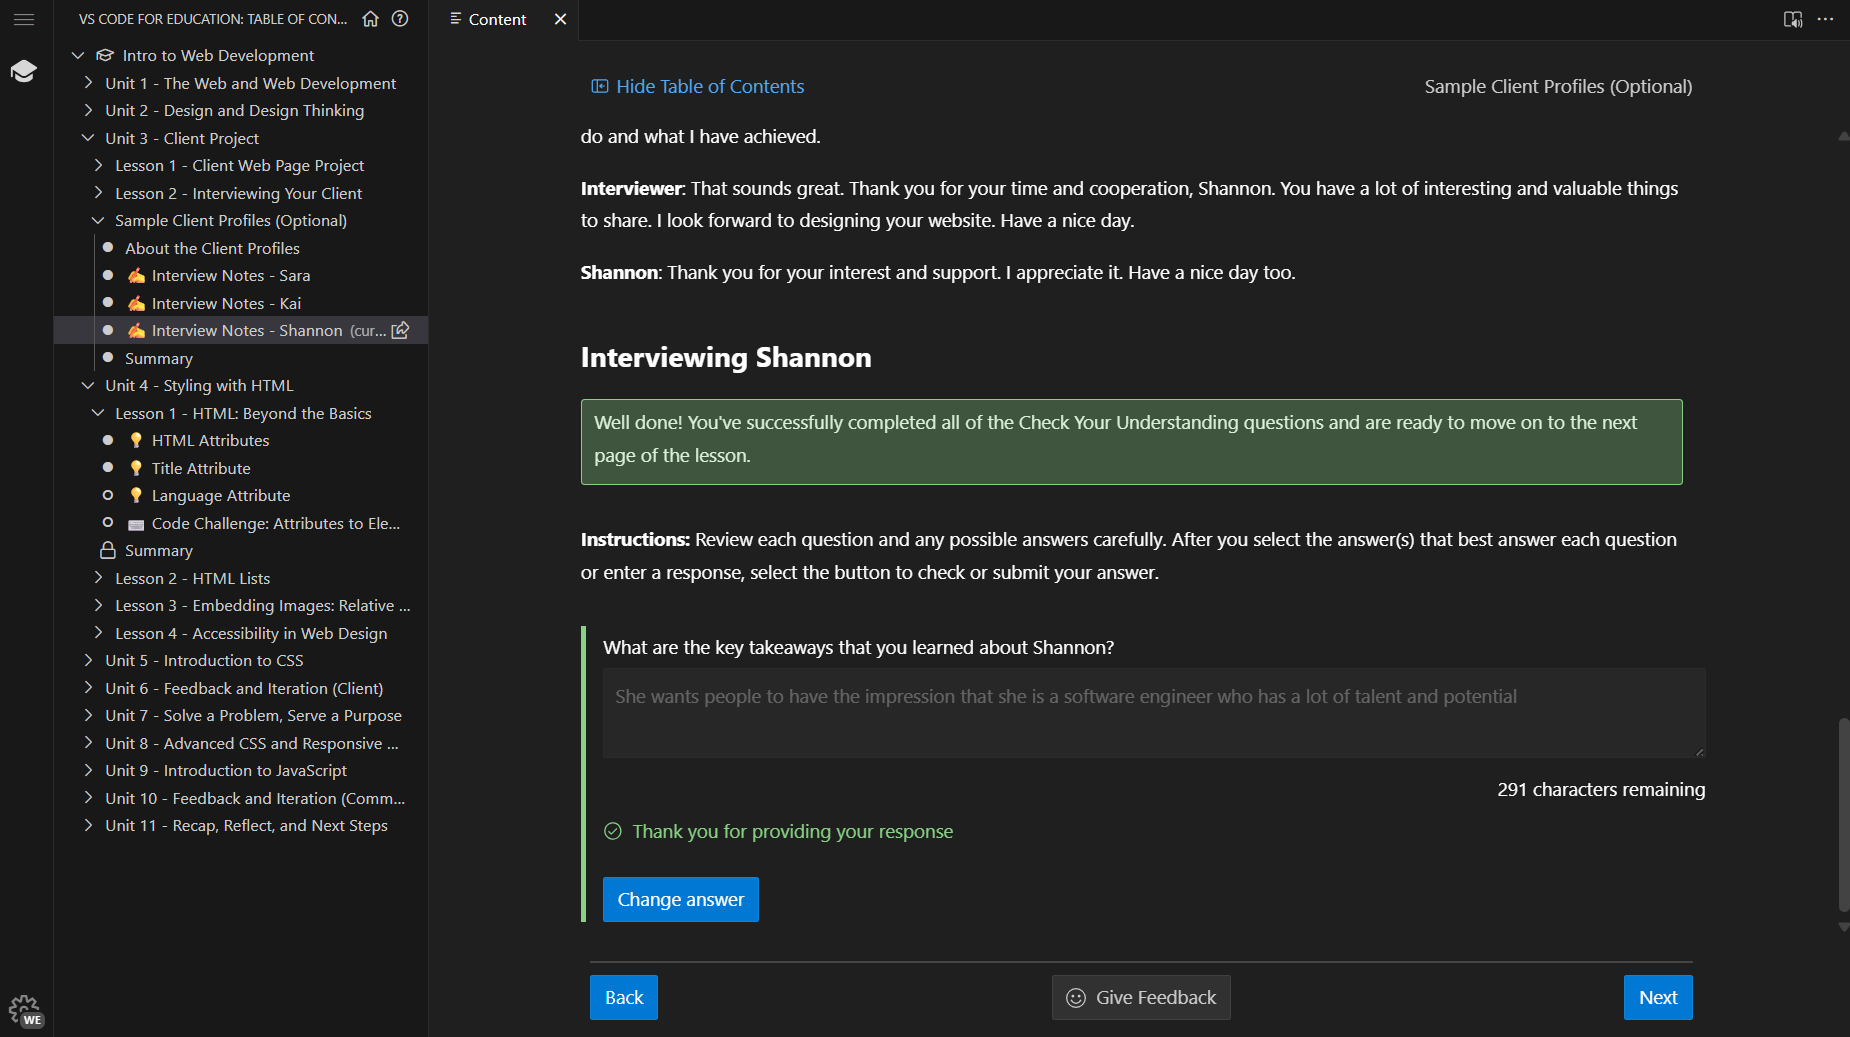 VS CODE FOR EDUCATION: TABLE OF CON...
Intro to Web Development
Unit 1 - The Web and Web Development
Unit 2 - Design and Design Thinking
Unit 3 - Client Project
Lesson 1 - Client Web Page Project
Lesson 2 - Interviewing Your Client
Sample Client Profiles (Optional)
About the Client Profiles
Interview Notes - Sara
Interview Notes - Kai
Interview Notes - Shannon (cur...
Summary
Unit 4 - Styling with HTML
Lesson 1 - HTML: Beyond the Basics
HTML Attributes
Title Attribute
Language Attribute
Code Challenge: Attributes to Ele...
Summary
Lesson 2 - HTML Lists
Lesson 3 - Embedding Images: Relative ...
Lesson 4 - Accessibility in Web Design
Unit 5 - Introduction to CSS
Unit 6 - Feedback and Iteration (Client)
Unit 7 - Solve a Problem, Serve a Purpose
Unit 8 - Advanced CSS and Responsive ...
Unit 9 - Introduction to JavaScript
Unit 10 - Feedback and Iteration (Comm...
Unit 11 - Recap, Reflect, and Next Steps
WE
Content
Hide Table of Contents
Sample Client Profiles (Optional)
do and what I have achieved.
Interviewer: That sounds great. Thank you for your time and cooperation, Shannon. You have a lot of interesting and valuable things
to share. I look forward to designing your website. Have a nice day.
Shannon: Thank you for your interest and support. I appreciate it. Have a nice day too.
Interviewing Shannon
Well done! You've successfully completed all of the Check Your Understanding questions and are ready to move on to the next
page of the lesson.
Instructions: Review each question and any possible answers carefully. After you select the answer(s) that best answer each question
or enter a response, select the button to check or submit your answer.
What are the key takeaways that you learned about Shannon?
She wants people to have the impression that she is a software engineer who has a lot of talent and potential
291 characters remaining
Thank you for providing your response
Change answer
Back
Give Feedback
Next